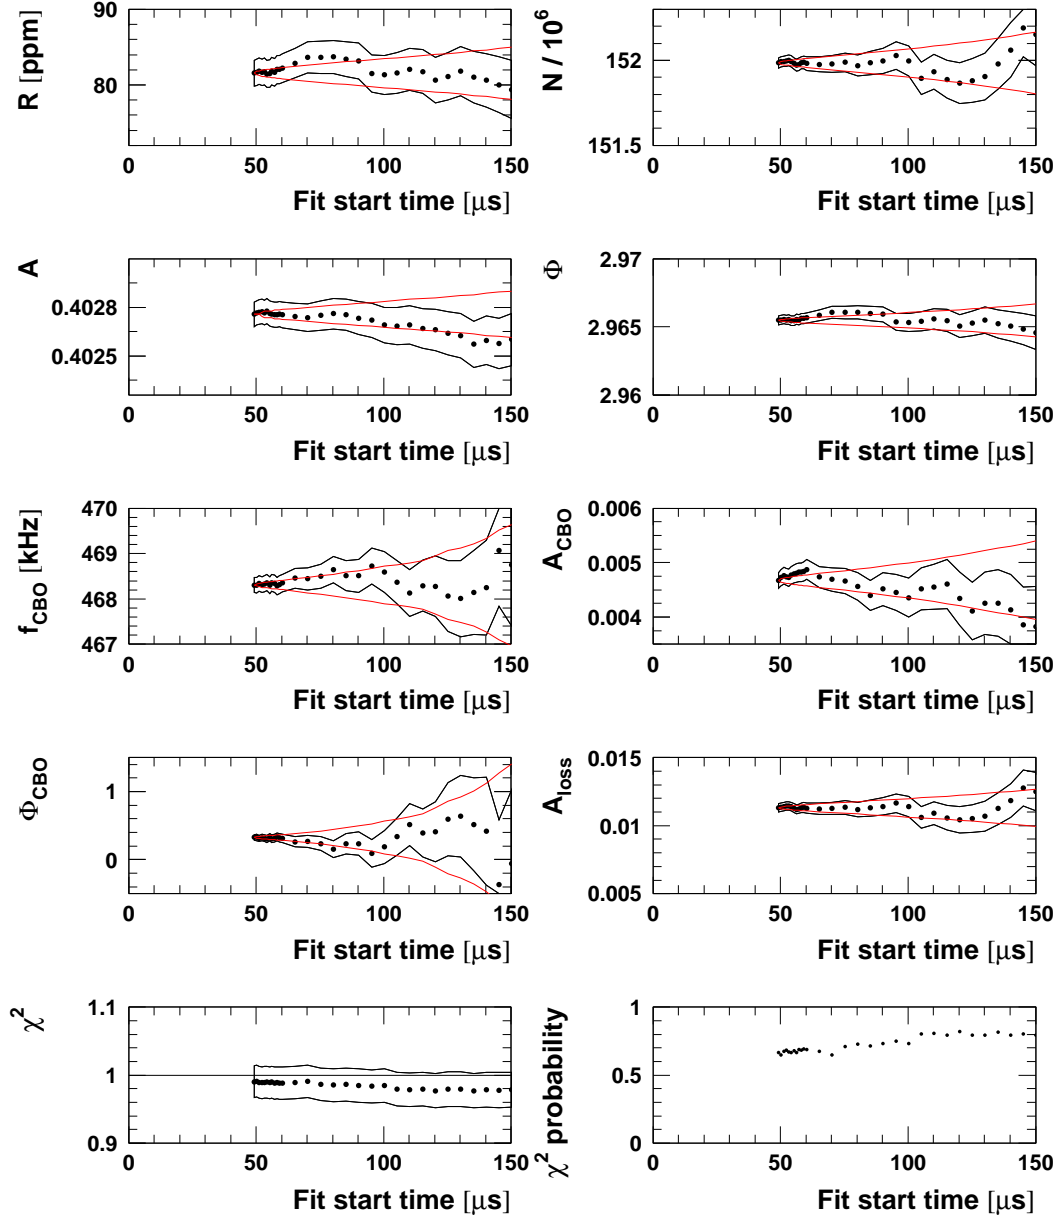 R [ppm]
90
80
0 50 100 150
Fit start time [μs]
N / 10⁶
152
151.5
0 50 100 150
Fit start time [μs]
A
0.4028
0.4025
0 50 100 150
Fit start time [μs]
Φ
2.97
2.965
2.96
0 50 100 150
Fit start time [μs]
f_CBO [kHz]
470
469
468
467
0 50 100 150
Fit start time [μs]
A_CBO
0.006
0.005
0.004
0 50 100 150
Fit start time [μs]
Φ_CBO
1
0
0 50 100 150
Fit start time [μs]
A_loss
0.015
0.01
0.005
0 50 100 150
Fit start time [μs]
χ²
1.1
1
0.9
0 50 100 150
Fit start time [μs]
χ² probability
1
0.5
0
0 50 100 150
Fit start time [μs]